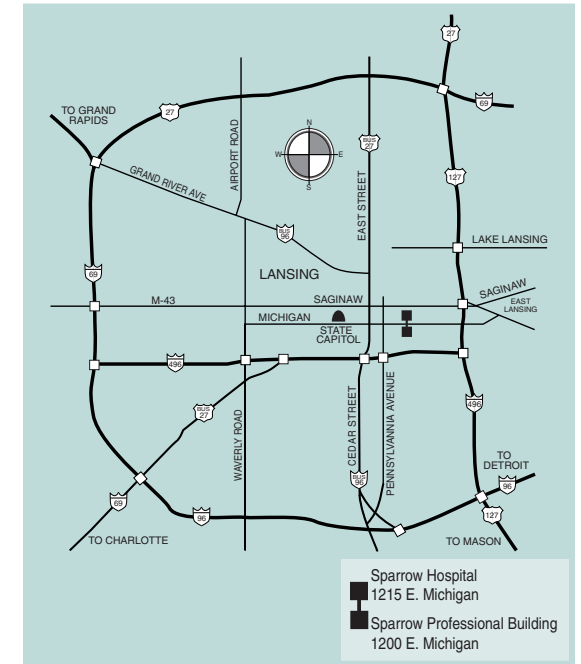 27
TO GRAND
RAPIDS
27
69
AIRPORT ROAD
N
W
E
S
BUS
27
GRAND RIVER AVE
127
EAST STREET
BUS
96
LAKE LANSING
69
LANSING
SAGINAW
M-43
SAGINAW
EAST
LANSING
MICHIGAN
STATE
CAPITOL
496
BUS
27
WAVERLY ROAD
CEDAR STREET
PENNSYLVANIA AVENUE
496
BUS
96
TO
DETROIT
96
69
96
127
TO CHARLOTTE
TO MASON
Sparrow Hospital
1215 E. Michigan
Sparrow Professional Building
1200 E. Michigan